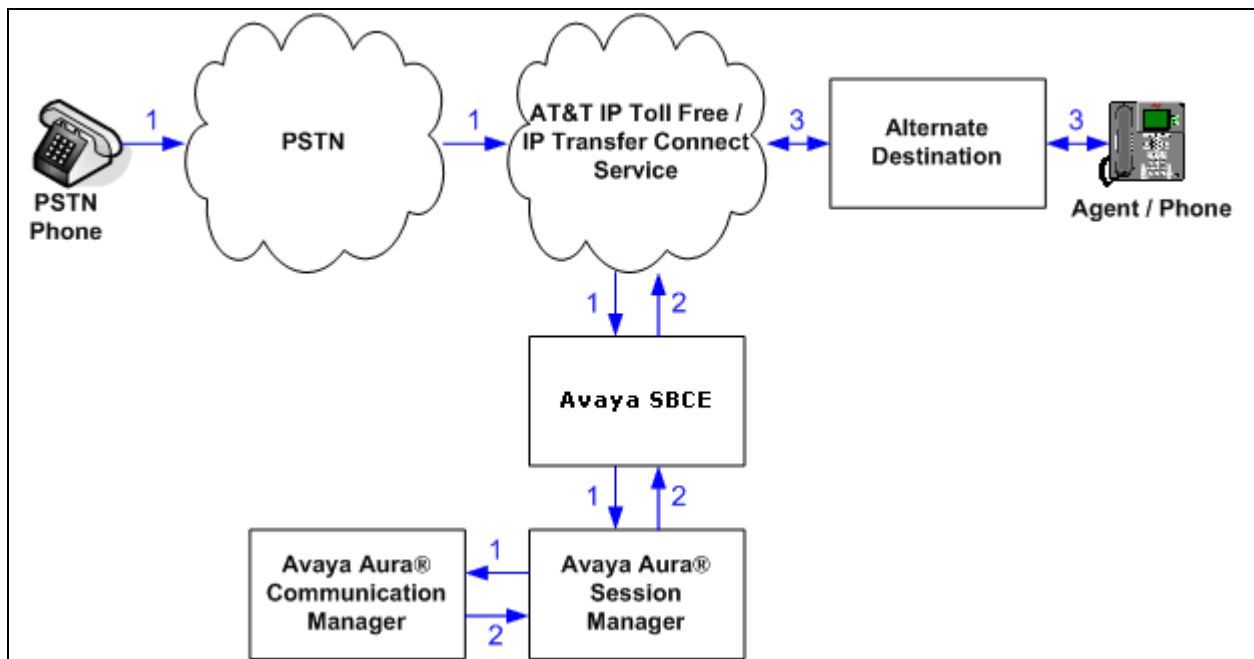 1
PSTN
Phone
PSTN
1
AT&T IP Toll Free /
IP Transfer Connect
Service
3
Alternate
Destination
3
Agent / Phone
1
2
Avaya SBCE
1
2
Avaya Aura®
Communication
Manager
1
2
Avaya Aura®
Session
Manager